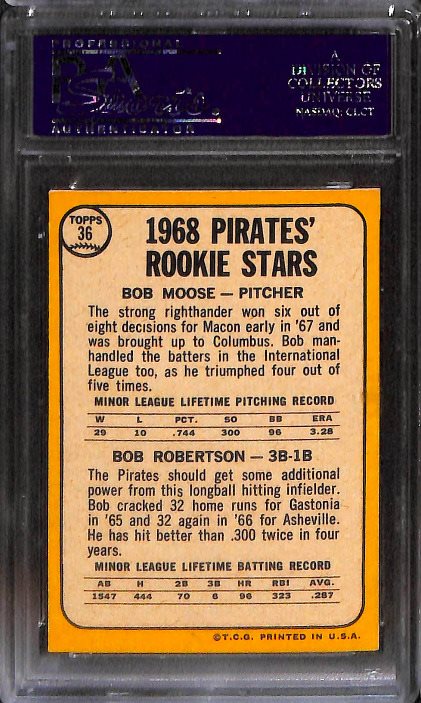 PROFESSIONAL
PSA
AUTHENTICATOR
A
DIVISION OF
COLLECTORS
UNIVERSE
NASDAQ: CLCT
TOPPS
36
1968 PIRATES'
ROOKIE STARS
BOB MOOSE — PITCHER
The strong righthander won six out of
eight decisions for Macon early in '67 and
was brought up to Columbus. Bob man-
handled the batters in the International
League too, as he triumphed four out of
five times.
MINOR LEAGUE LIFETIME PITCHING RECORD
W L PCT. SO BB ERA
29 10 .744 300 96 3.28
BOB ROBERTSON — 3B-1B
The Pirates should get some additional
power from this longball hitting infielder.
Bob cracked 32 home runs for Gastonia
in '65 and 32 again in '66 for Asheville.
He has hit better than .300 twice in four
years.
MINOR LEAGUE LIFETIME BATTING RECORD
AB H 2B 3B HR RBI AVG.
1547 444 70 6 96 323 .287
©T.C.G. PRINTED IN U.S.A.